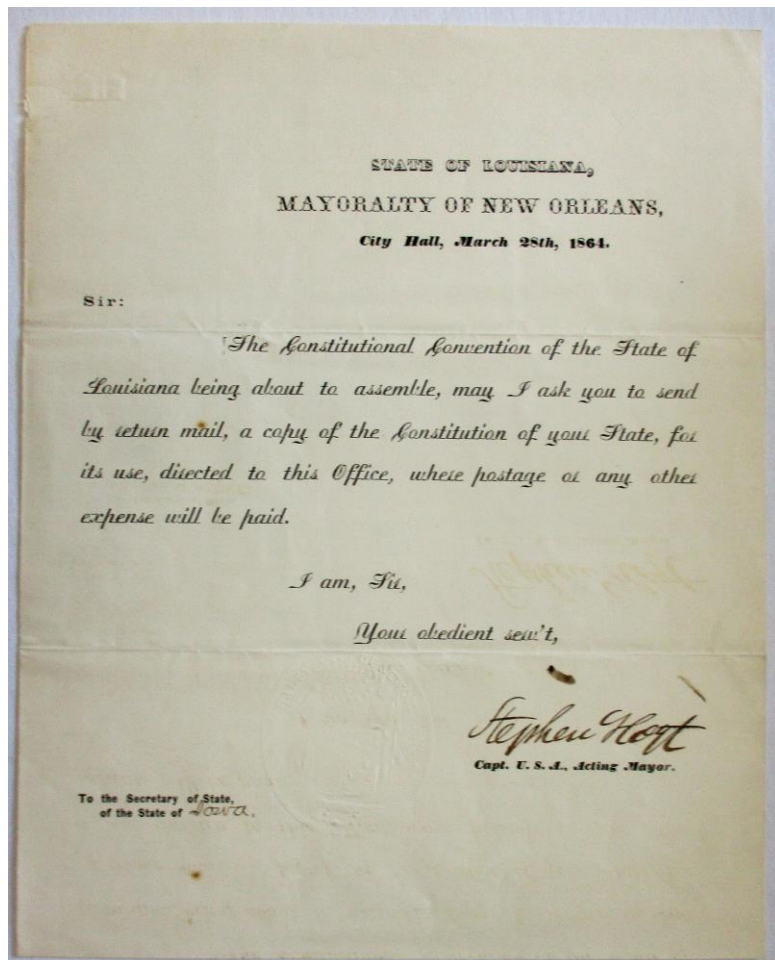 STATE OF LOUISIANA,
MAYORALTY OF NEW ORLEANS,
City Hall, March 28th, 1864.
Sir:
The Constitutional Convention of the State of
Louisiana being about to assemble, may I ask you to send
by return mail, a copy of the Constitution of your State, for
its use, directed to this Office, where postage or any other
expense will be paid.
I am, Sir,
Your obedient serv't,
Stephen Hoyt
Capt. U. S. A., Acting Mayor.
To the Secretary of State,
of the State of Iowa.